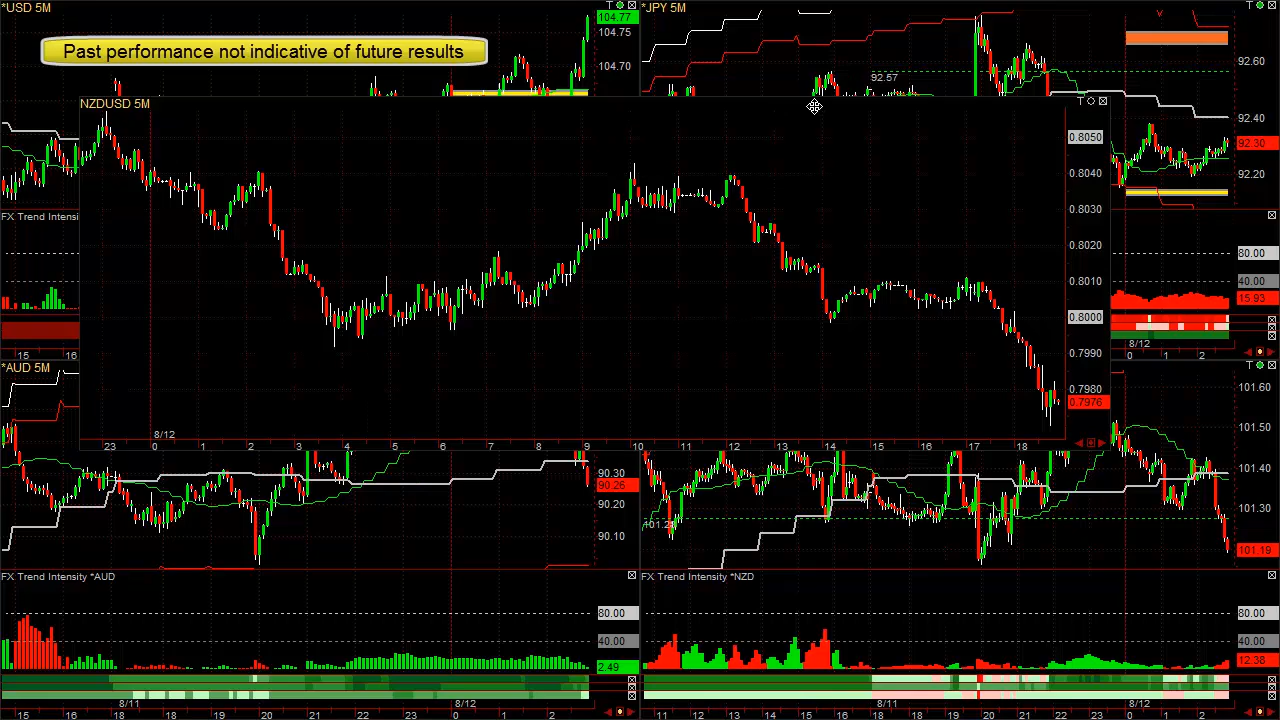 *USD 5M
T
104.77
104.75
104.70
Past performance not indicative of future results
*JPY 5M
T
92.67
92.60
92.40
92.30
92.20
NZDUSD 5M
T
0.8050
0.8040
0.8030
0.8020
0.8010
0.8000
0.7990
0.7980
0.7976
8/12
23 0 1 2 3 4 5 6 7 8 9 10 11 12 13 14 15 16 17 18
FX Trend Intensi
15 16
80.00
40.00
15.93
8/12
0 1 2
*AUD 5M
90.30
90.26
90.20
90.10
T
101.60
101.50
101.40
101.30
101.19
FX Trend Intensity *AUD
80.00
40.00
2.49
8/11 8/12
15 16 18 18 19 20 21 22 23 0 1 2
FX Trend Intensity *NZD
80.00
40.00
12.38
8/11 8/12
11 12 13 14 15 16 18 19 20 21 22 23 0 1 2